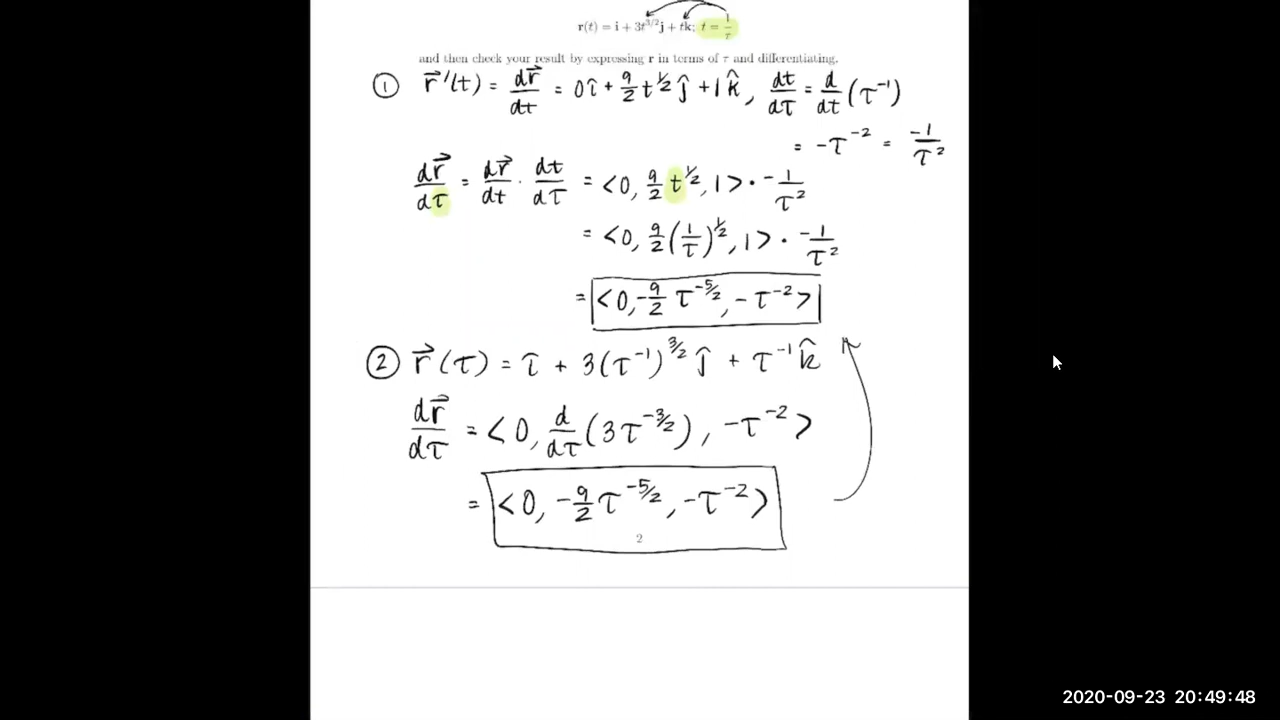 r(t) = i + 3t^{3/2}j + tk; t = 1/τ
and then check your result by expressing r in terms of τ and differentiating.
① r⃗'(t) = dr⃗/dt = 0î + 9/2 t^{1/2} ĵ + 1k̂, dt/dτ = d/dt (τ^{-1})
= -τ^{-2} = -1/τ^2
dr⃗/dτ = dr⃗/dt · dt/dτ = <0, 9/2 t^{1/2}, 1> · -1/τ^2
= <0, 9/2 (1/τ)^{1/2}, 1> · -1/τ^2
= <0, -9/2 τ^{-5/2}, -τ^{-2}>
② r⃗(τ) = î + 3(τ^{-1})^{3/2} ĵ + τ^{-1} k̂
dr⃗/dτ = <0, d/dτ (3τ^{-3/2}), -τ^{-2}>
= <0, -9/2 τ^{-5/2}, -τ^{-2}>
2
2020-09-23 20:49:48